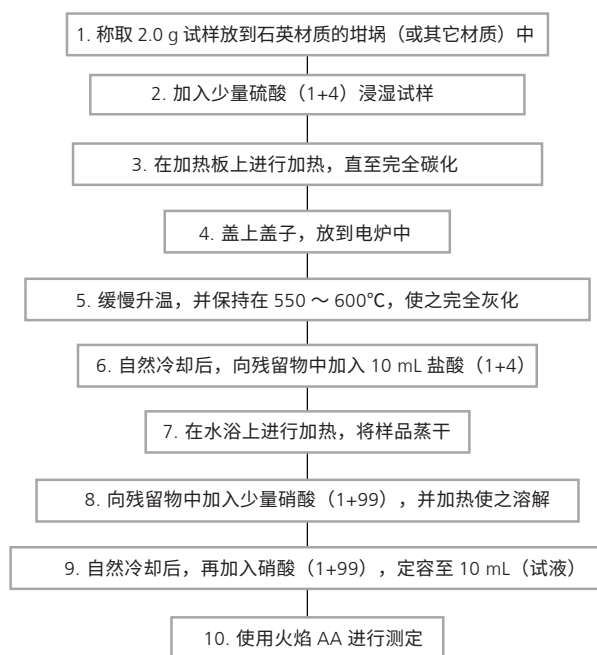 1. 称取 2.0 g 试样放到石英材质的坩埚（或其它材质）中
2. 加入少量硫酸（1+4）浸湿试样
3. 在加热板上进行加热，直至完全碳化
4. 盖上盖子，放到电炉中
5. 缓慢升温，并保持在 550 ～ 600℃，使之完全灰化
6. 自然冷却后，向残留物中加入 10 mL 盐酸（1+4）
7. 在水浴上进行加热，将样品蒸干
8. 向残留物中加入少量硝酸（1+99），并加热使之溶解
9. 自然冷却后，再加入硝酸（1+99），定容至 10 mL（试液）
10. 使用火焰 AA 进行测定